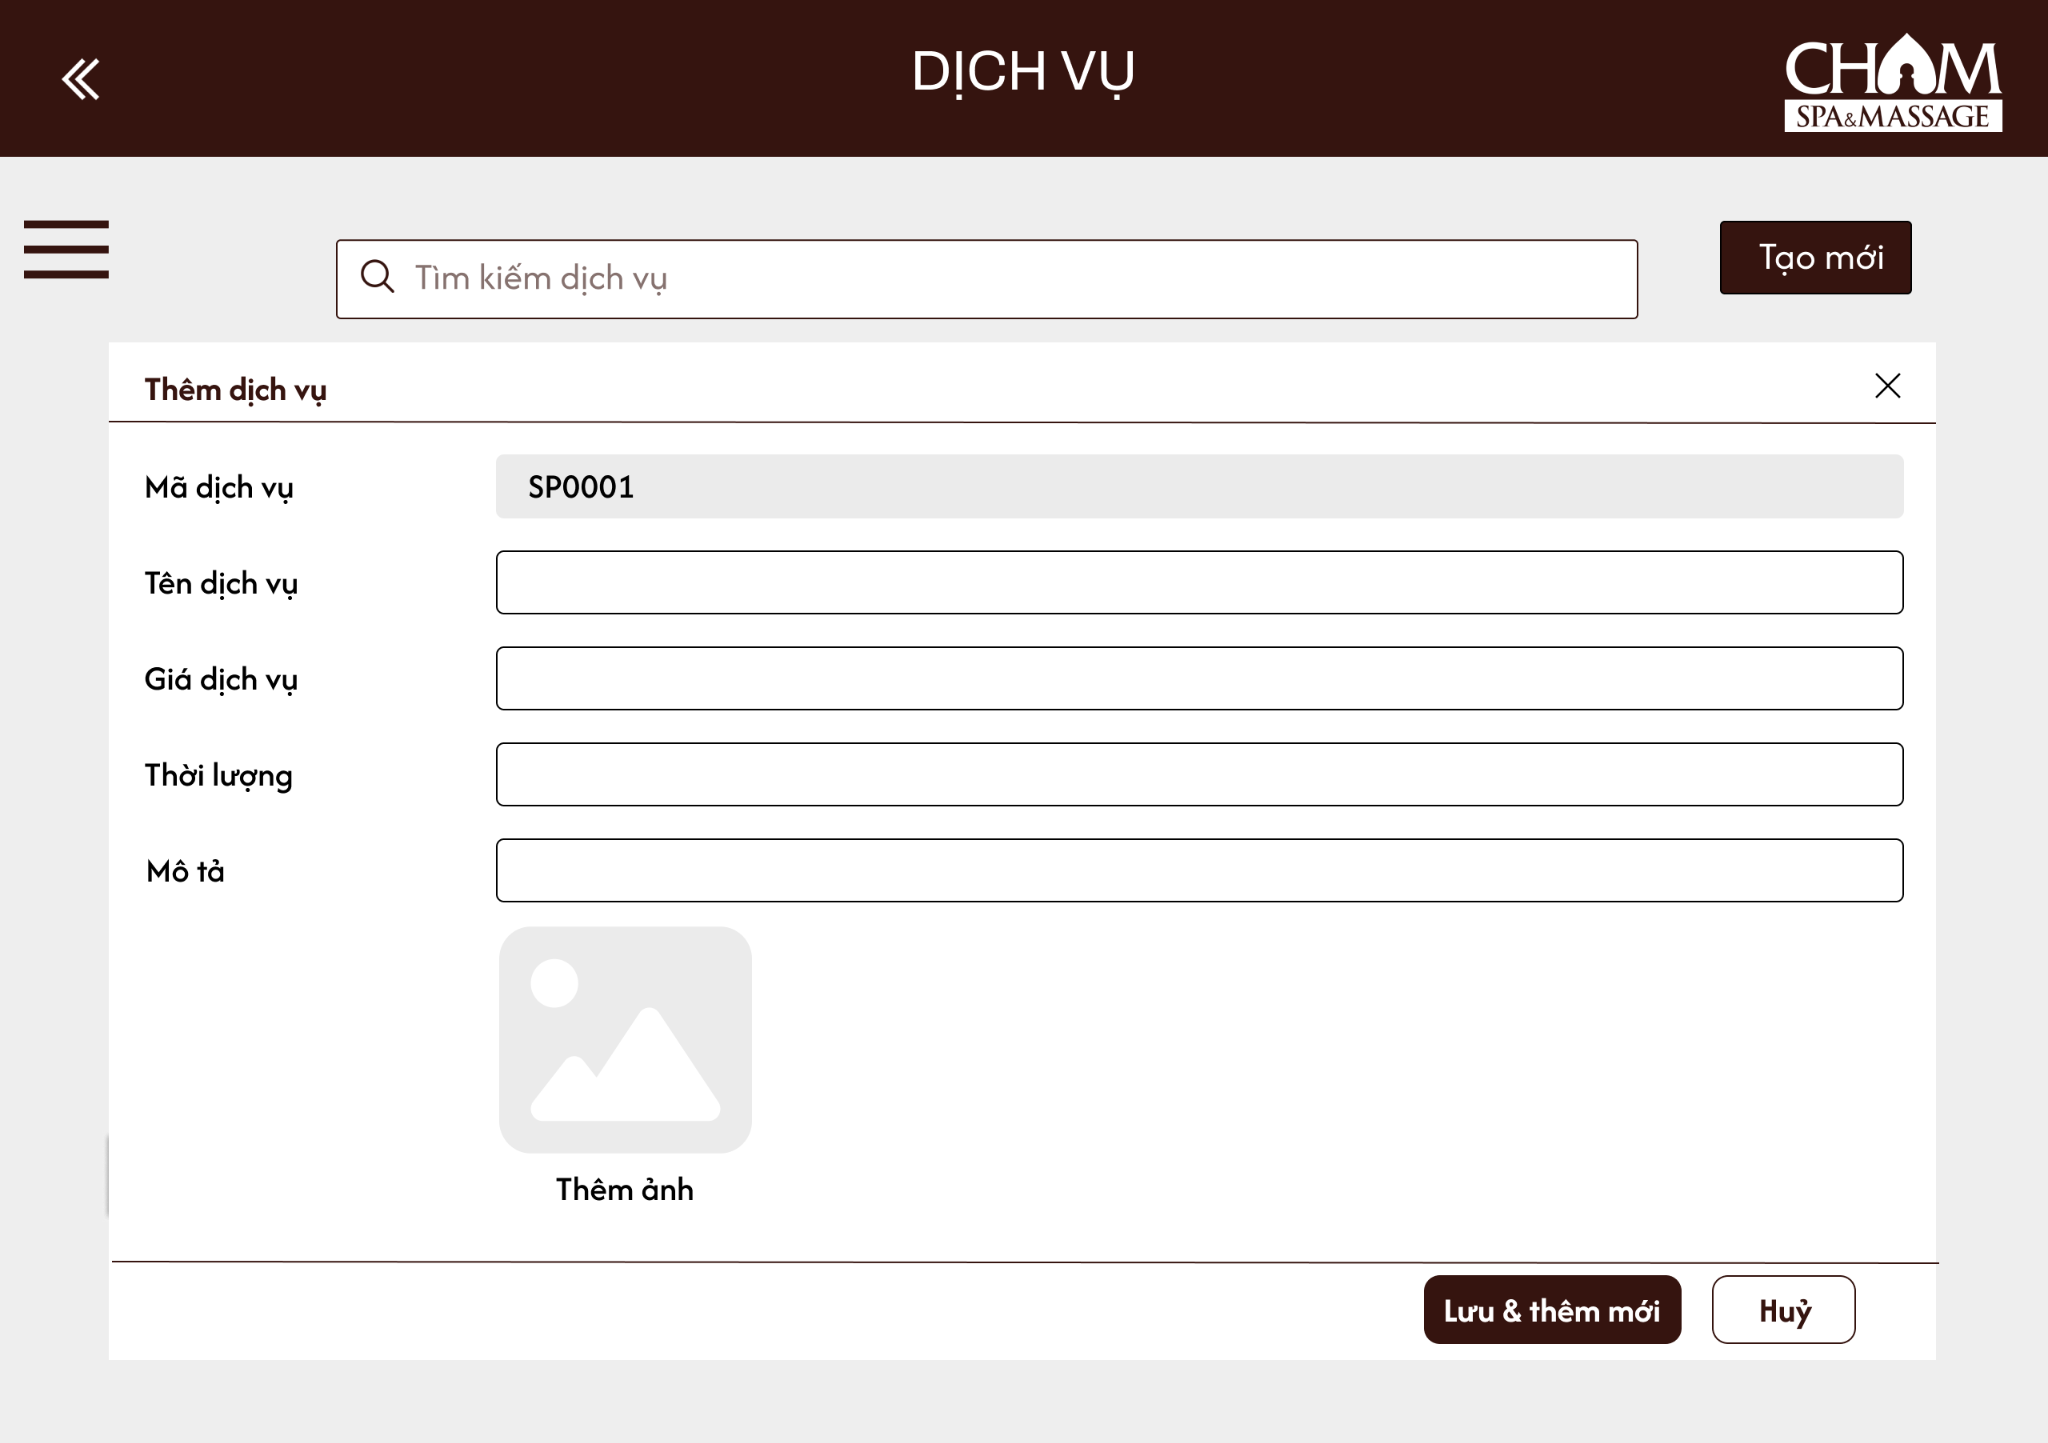 DỊCH VỤ
CHAM
SPA&MASSAGE
Tìm kiếm dịch vụ
Tạo mới
Thêm dịch vụ
Mã dịch vụ
SP0001
Tên dịch vụ
Giá dịch vụ
Thời lượng
Mô tả
Thêm ảnh
Lưu & thêm mới
Huỷ